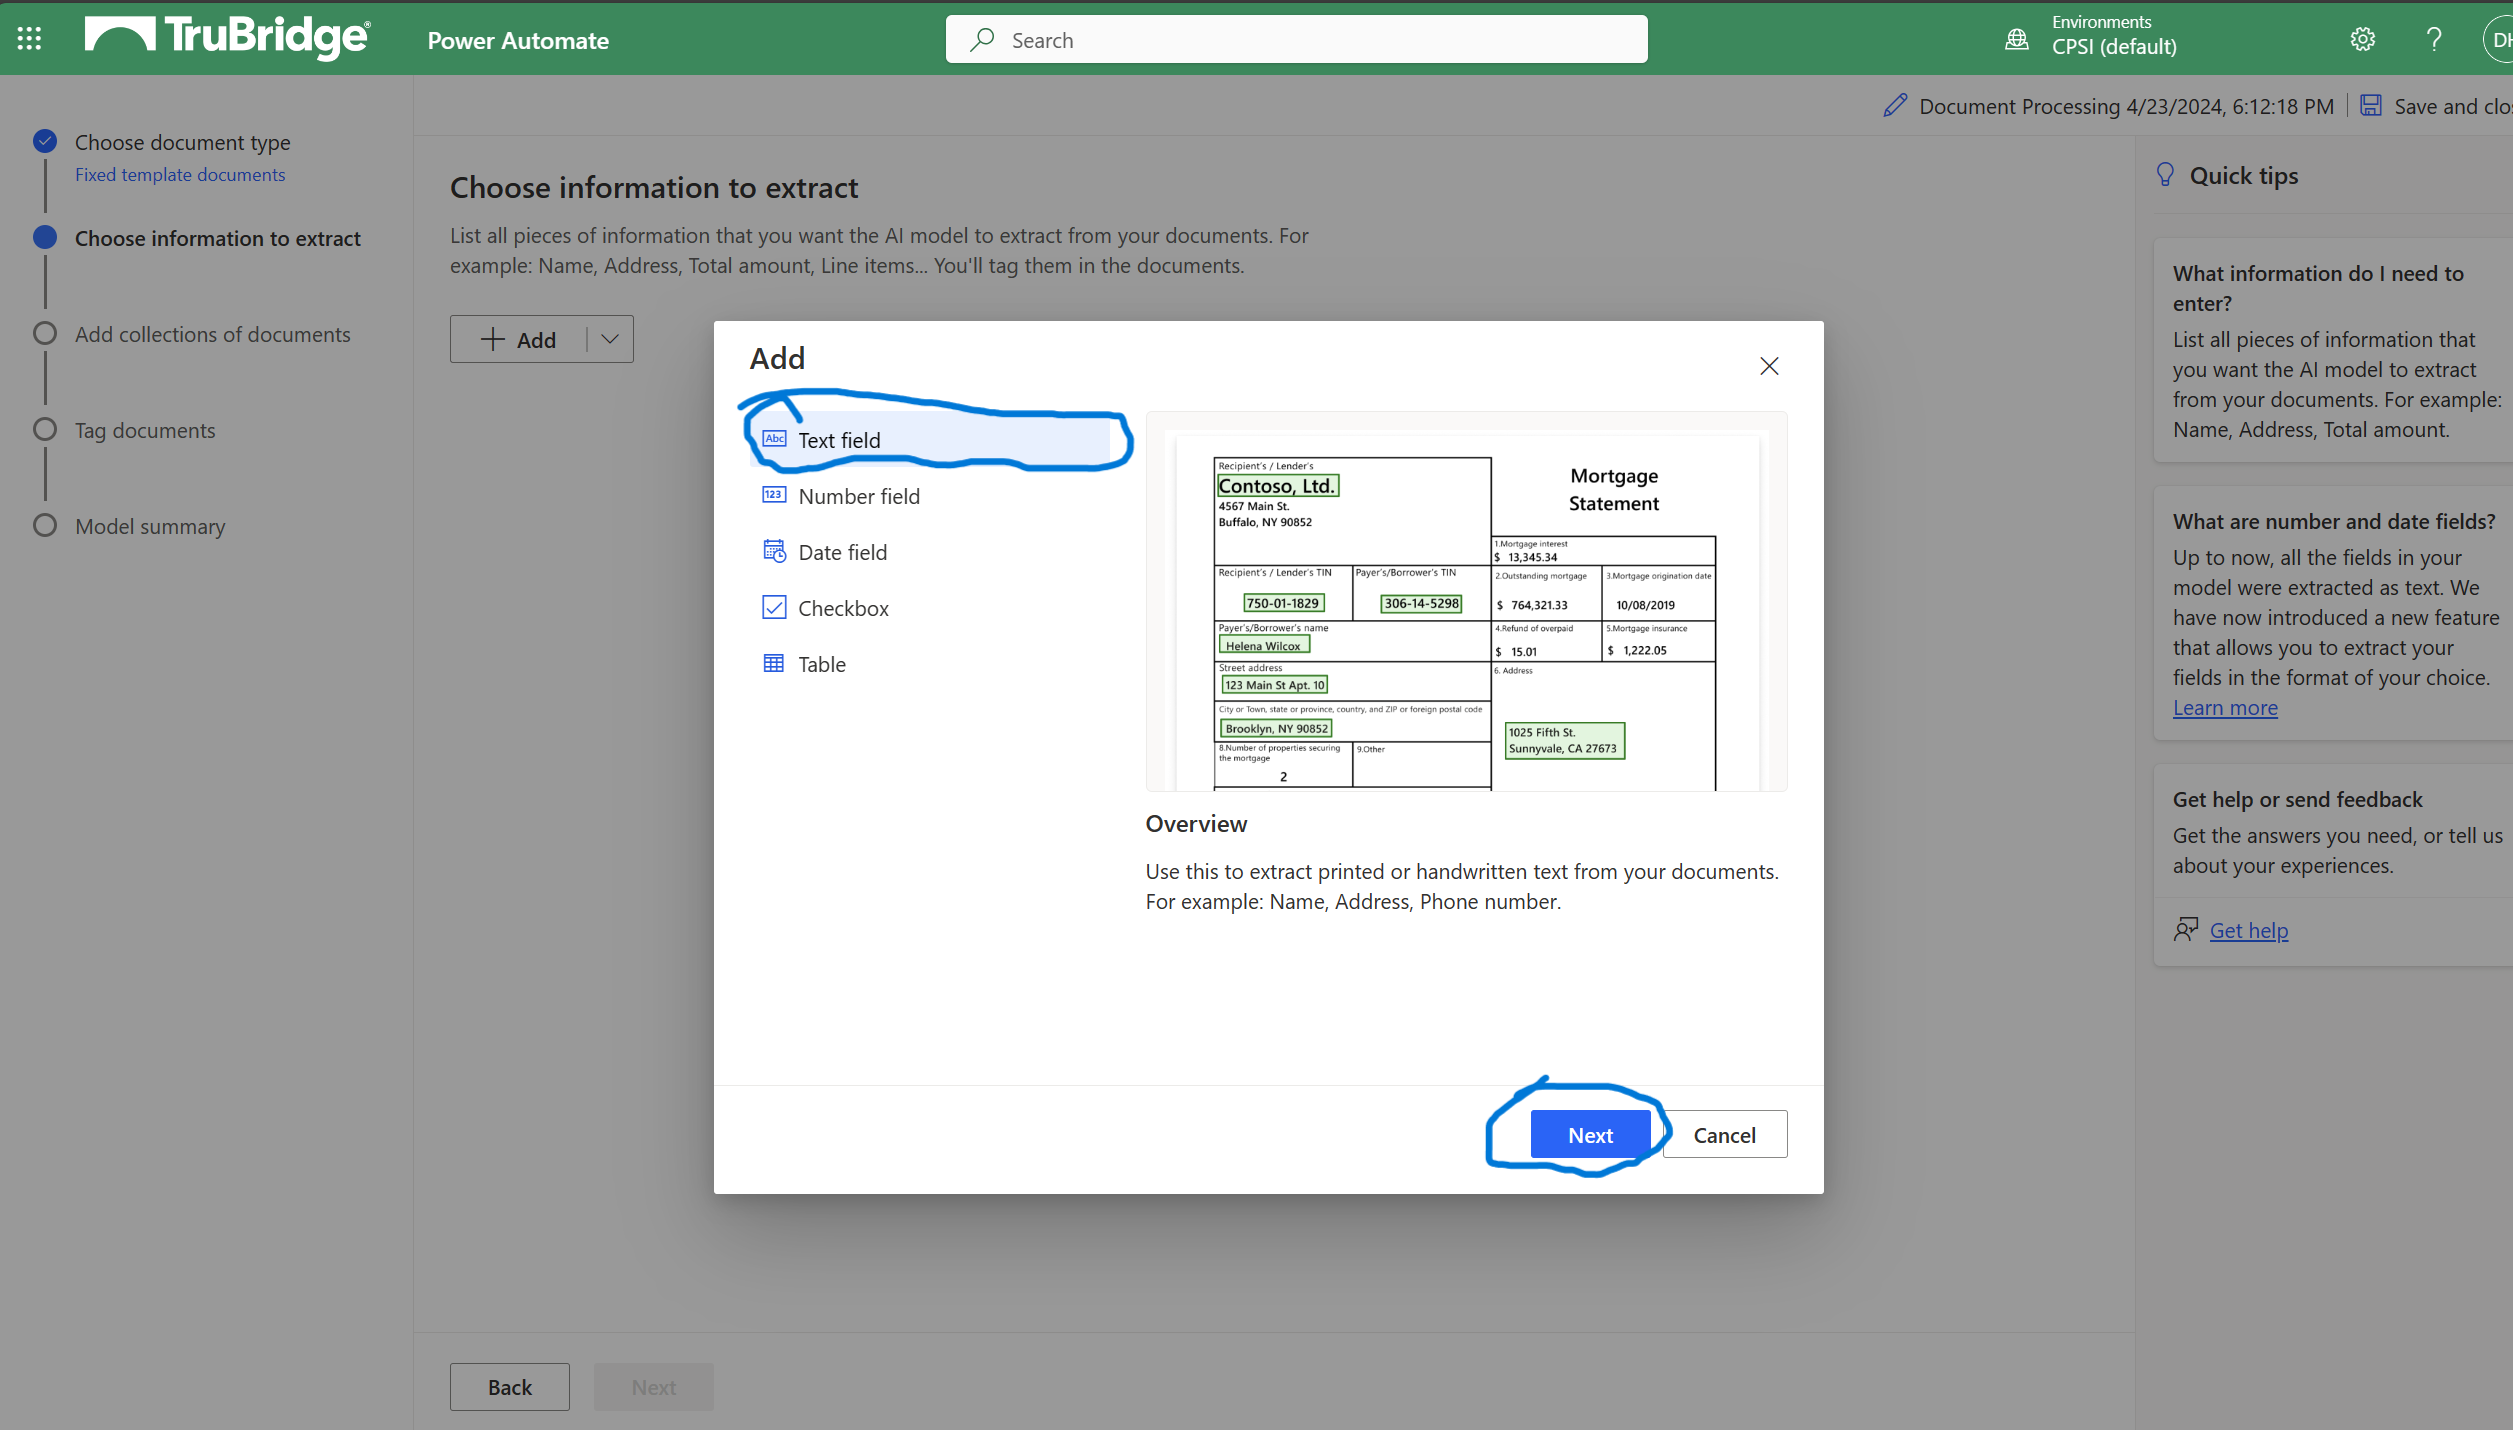 TruBridge®
Power Automate
Search
Environments
CPSI (default)
DH
Document Processing 4/23/2024, 6:12:18 PM
Save and clo
Choose document type
Fixed template documents
Choose information to extract
Add collections of documents
Tag documents
Model summary
Choose information to extract
List all pieces of information that you want the AI model to extract from your documents. For
example: Name, Address, Total amount, Line items... You'll tag them in the documents.
Add
Add
Abc Text field
123 Number field
Date field
Checkbox
Table
Recipient's / Lender's
Contoso, Ltd.
4567 Main St.
Buffalo, NY 90852
Mortgage
Statement
1.Mortgage interest
$ 13,345.34
Recipient's / Lender's TIN
750-01-1829
Payer's/Borrower's TIN
306-14-5298
2.Outstanding mortgage
$ 764,321.33
3.Mortgage origination date
10/08/2019
Payer's/Borrower's name
Helena Wilcox
4.Refund of overpaid
$ 15.01
5.Mortgage insurance
$ 1,222.05
Street address
123 Main St Apt. 10
6. Address
1025 Fifth St.
Sunnyvale, CA 27673
City or Town, state or province, country, and ZIP or foreign postal code
Brooklyn, NY 90852
8.Number of properties securing
the mortgage
2
9.Other
Overview
Use this to extract printed or handwritten text from your documents.
For example: Name, Address, Phone number.
Next
Cancel
Back
Next
Quick tips
What information do I need to
enter?
List all pieces of information that
you want the AI model to extract
from your documents. For example:
Name, Address, Total amount.
What are number and date fields?
Up to now, all the fields in your
model were extracted as text. We
have now introduced a new feature
that allows you to extract your
fields in the format of your choice.
Learn more
Get help or send feedback
Get the answers you need, or tell us
about your experiences.
Get help